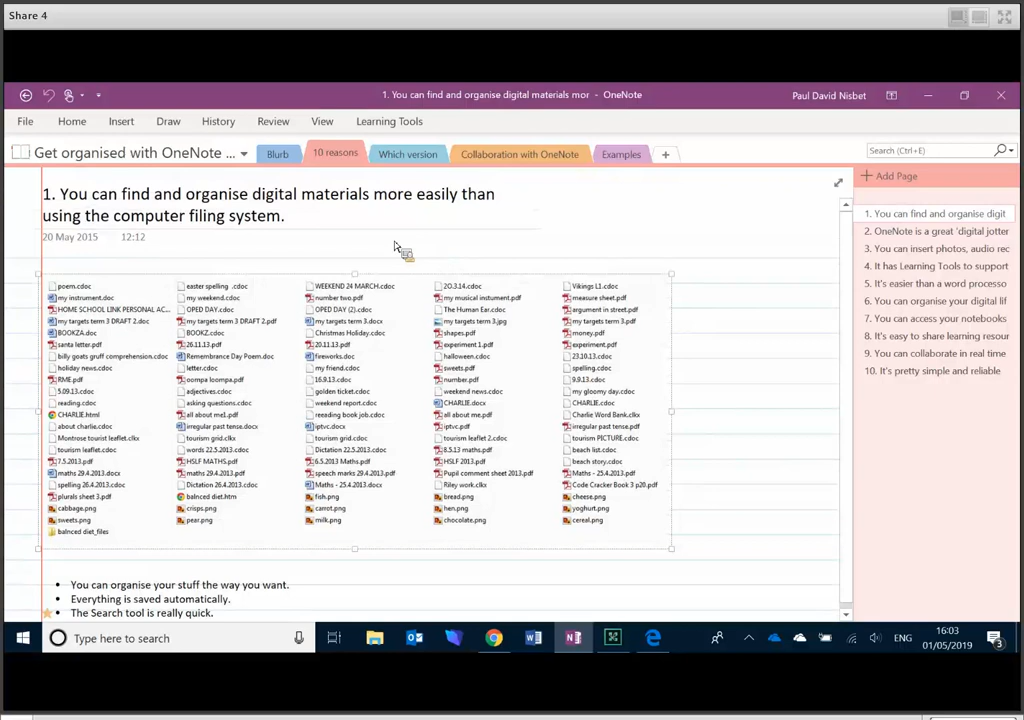 Share 4
1. You can find and organise digital materials mor - OneNote
Paul David Nisbet
File Home Insert Draw History Review View Learning Tools
Get organised with OneNote ... Blurb 10 reasons Which version Collaboration with OneNote Examples
Search (Ctrl+E)
1. You can find and organise digital materials more easily than
using the computer filing system.
20 May 2015 12:12
poem.cdoc easter spelling .cdoc WEEKEND 24 MARCH.cdoc 20.3.14.cdoc Vikings L1.cdoc
my instrument.doc my weekend.cdoc number two.pdf my musical instument.pdf measure sheet.pdf
HOME SCHOOL LINK PERSONAL AC... OPED DAY.cdoc OPED DAY (2).cdoc The Human Ear.cdoc argument in street.pdf
my targets term 3 DRAFT 2.doc my targets term 3 DRAFT 2.pdf my targets term 3.docx my targets term 3.jpg my targets term 3.pdf
BOOKZA.doc BOOKZ.cdoc Christmas Holiday.cdoc shapes.pdf money.pdf
santa letter.pdf 26.11.13.pdf 20.11.13.pdf experiment 1.pdf experiment.pdf
billy goats gruff comprehension.cdoc Remembrance Day Poem.doc fireworks.doc halloween.cdoc 23.10.13.cdoc
holiday news.cdoc letter.cdoc my friend.cdoc sweets.pdf spelling.cdoc
RME.pdf oompa loompa.pdf 16.9.13.cdoc number.pdf 9.9.13.cdoc
5.09.13.cdoc adjectives.cdoc golden ticket.cdoc weekend news.cdoc my gloomy day.cdoc
reading.cdoc asking questions.cdoc weekend report.cdoc CHARLIE.docx CHARLIE.cdoc
CHARLIE.html all about me1.pdf reeading book job.cdoc all about me.pdf Charlie Word Bank.clkx
about charlie.cdoc irregular past tense.docx iptvc.docx iptvc.pdf irregular past tense.pdf
Montrose tourist leaflet.clkx tourism grid.clkx tourism grid.cdoc tourism leaflet 2.cdoc tourism PICTURE.cdoc
tourism leaflet.cdoc words 22.5.2013.cdoc Dictation 22.5.2013.cdoc 8.5.13 maths.pdf beach list.cdoc
7.5.2013.pdf HSLF MATHS.pdf 6.5.2013 Maths.pdf HSLF 2013.pdf beach story.cdoc
maths 29.4.2013.docx maths 29.4.2013.pdf speech marks 29.4.2013.pdf Pupil comment sheet 2013.pdf Maths - 25.4.2013.pdf
spelling 26.4.2013.cdoc Dictation 26.4.2013.cdoc Maths - 25.4.2013.docx Riley work.clkx Code Cracker Book 3 p20.pdf
plurals sheet 3.pdf balnced diet.htm fish.png bread.png cheese.png
cabbage.png crisps.png carrot.png hen.png yoghurt.png
sweets.png pear.png milk.png chocolate.png cereal.png
balnced diet_files
• You can organise your stuff the way you want.
• Everything is saved automatically.
• The Search tool is really quick.
Add Page
1. You can find and organise digit
2. OneNote is a great 'digital jotter
3. You can insert photos, audio rec
4. It has Learning Tools to support
5. It's easier than a word processo
6. You can organise your digital lif
7. You can access your notebooks
8. It's easy to share learning resour
9. You can collaborate in real time
10. It's pretty simple and reliable
Type here to search
ENG
16:03
01/05/2019
3